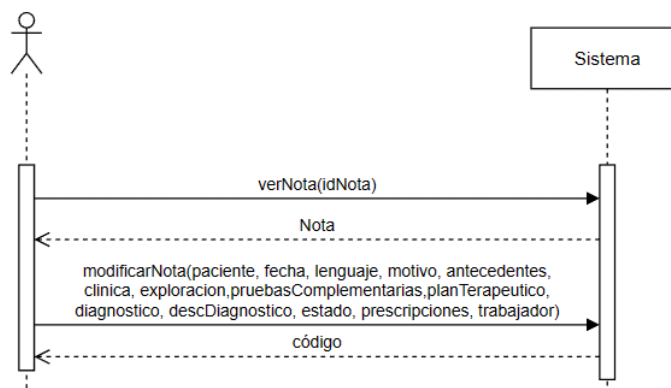 Sistema
verNota(idNota)
Nota
modificarNota(paciente, fecha, lenguaje, motivo, antecedentes,
clinica, exploracion,pruebasComplementarias,planTerapeutico,
diagnostico, descDiagnostico, estado, prescripciones, trabajador)
código